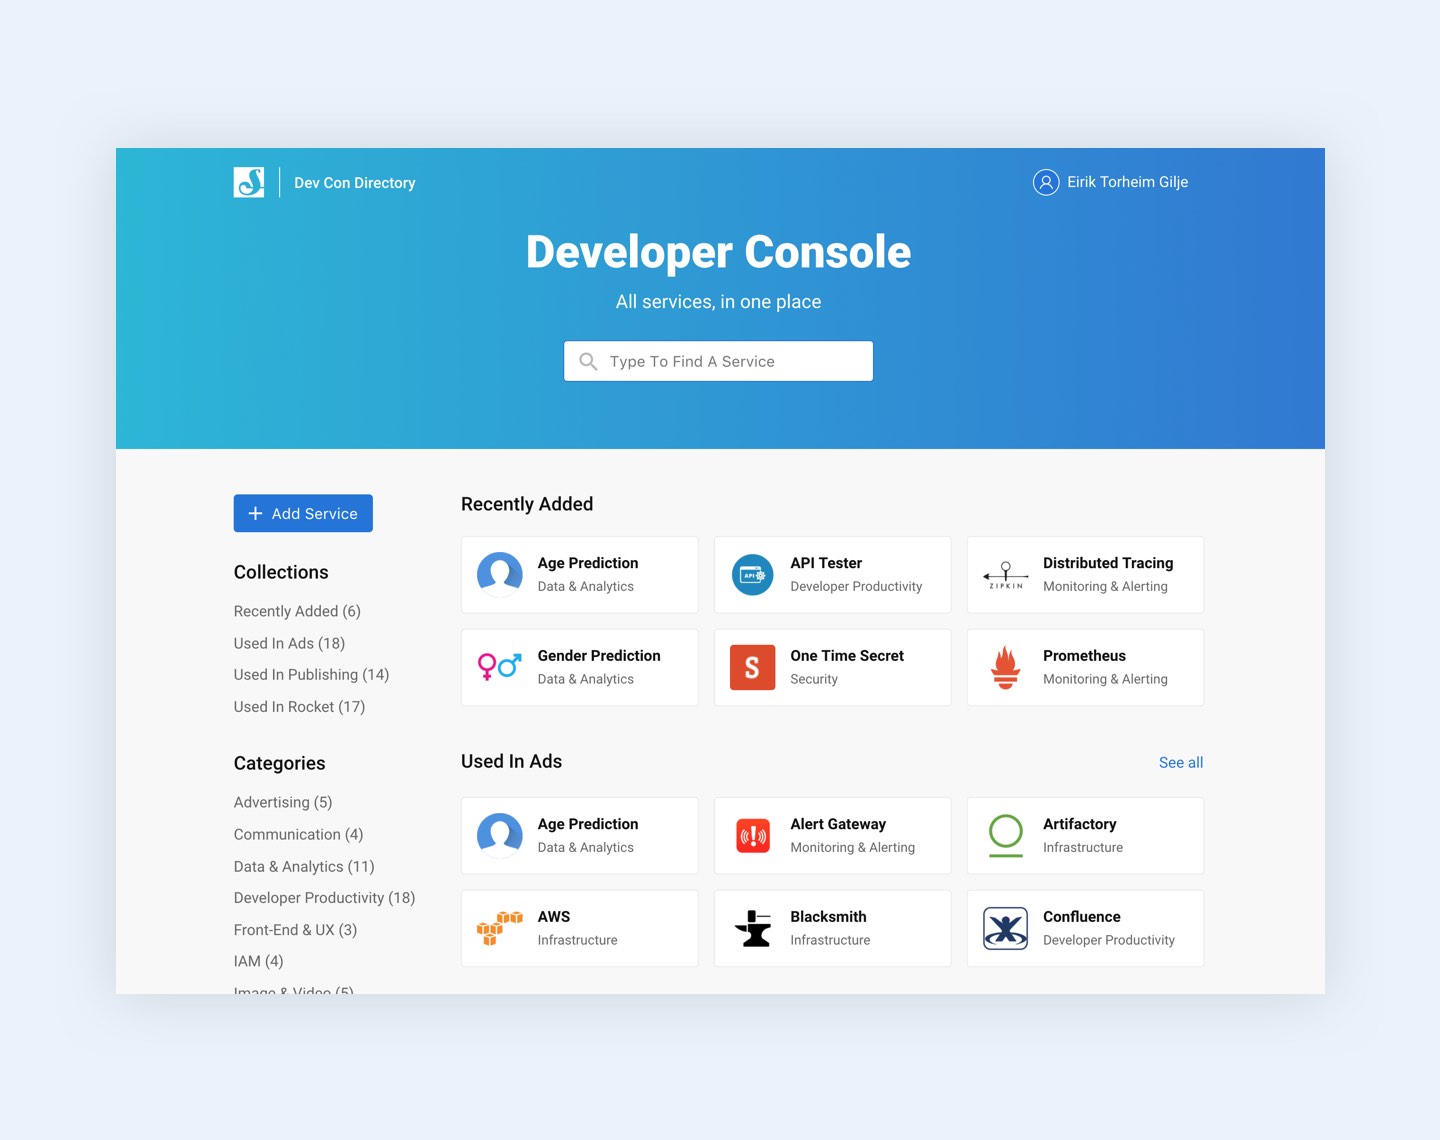 Dev Con Directory
Eirik Torheim Gilje
Developer Console
All services, in one place
Type To Find A Service
+ Add Service
Collections
Recently Added (6)
Used In Ads (18)
Used In Publishing (14)
Used In Rocket (17)
Categories
Advertising (5)
Communication (4)
Data & Analytics (11)
Developer Productivity (18)
Front-End & UX (3)
IAM (4)
Image & Video (5)
Recently Added
Age Prediction
Data & Analytics
API
API Tester
Developer Productivity
ZIPKIN
Distributed Tracing
Monitoring & Alerting
Gender Prediction
Data & Analytics
S
One Time Secret
Security
Prometheus
Monitoring & Alerting
Used In Ads
See all
Age Prediction
Data & Analytics
Alert Gateway
Monitoring & Alerting
Artifactory
Infrastructure
AWS
Infrastructure
Blacksmith
Infrastructure
Confluence
Developer Productivity